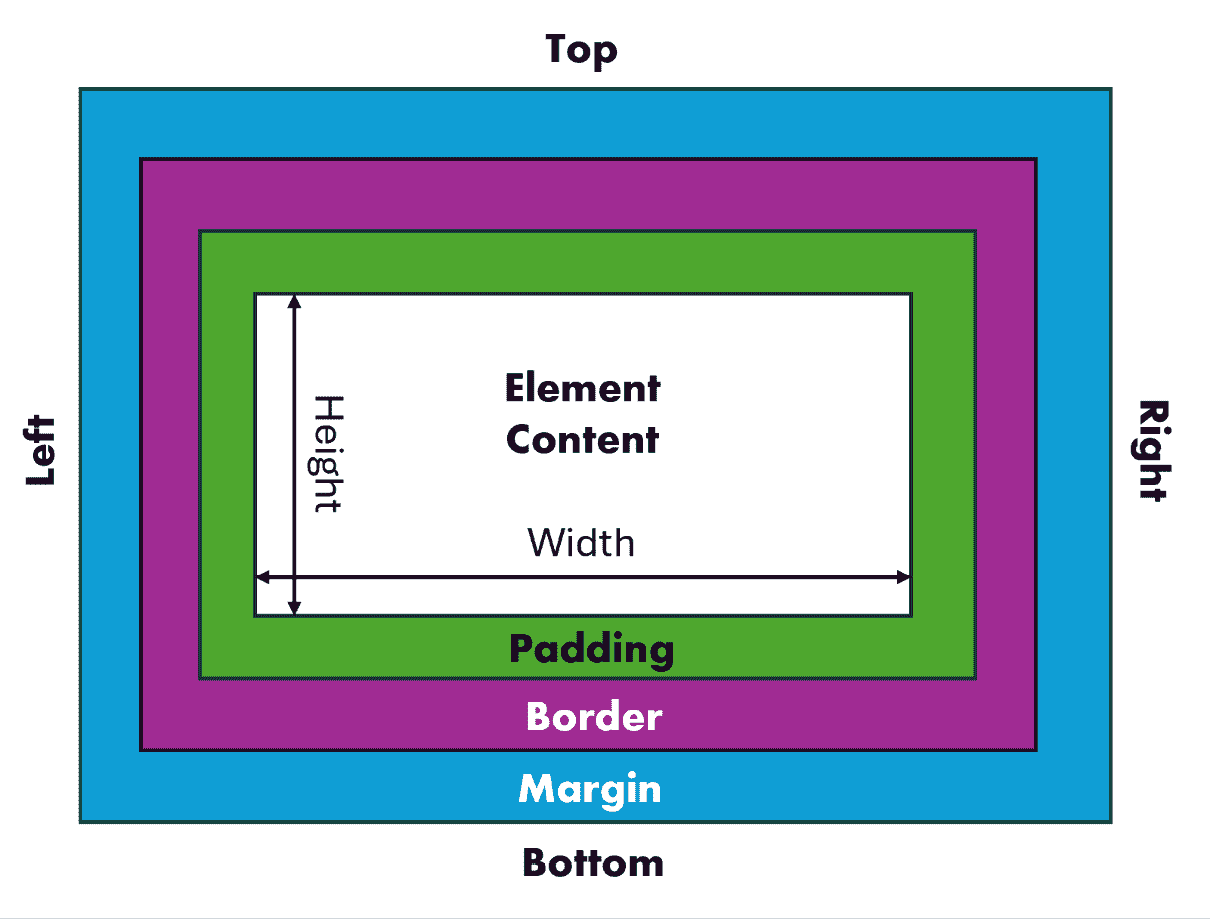 Top
Left
Height
Element
Content
Width
Right
Padding
Border
Margin
Bottom